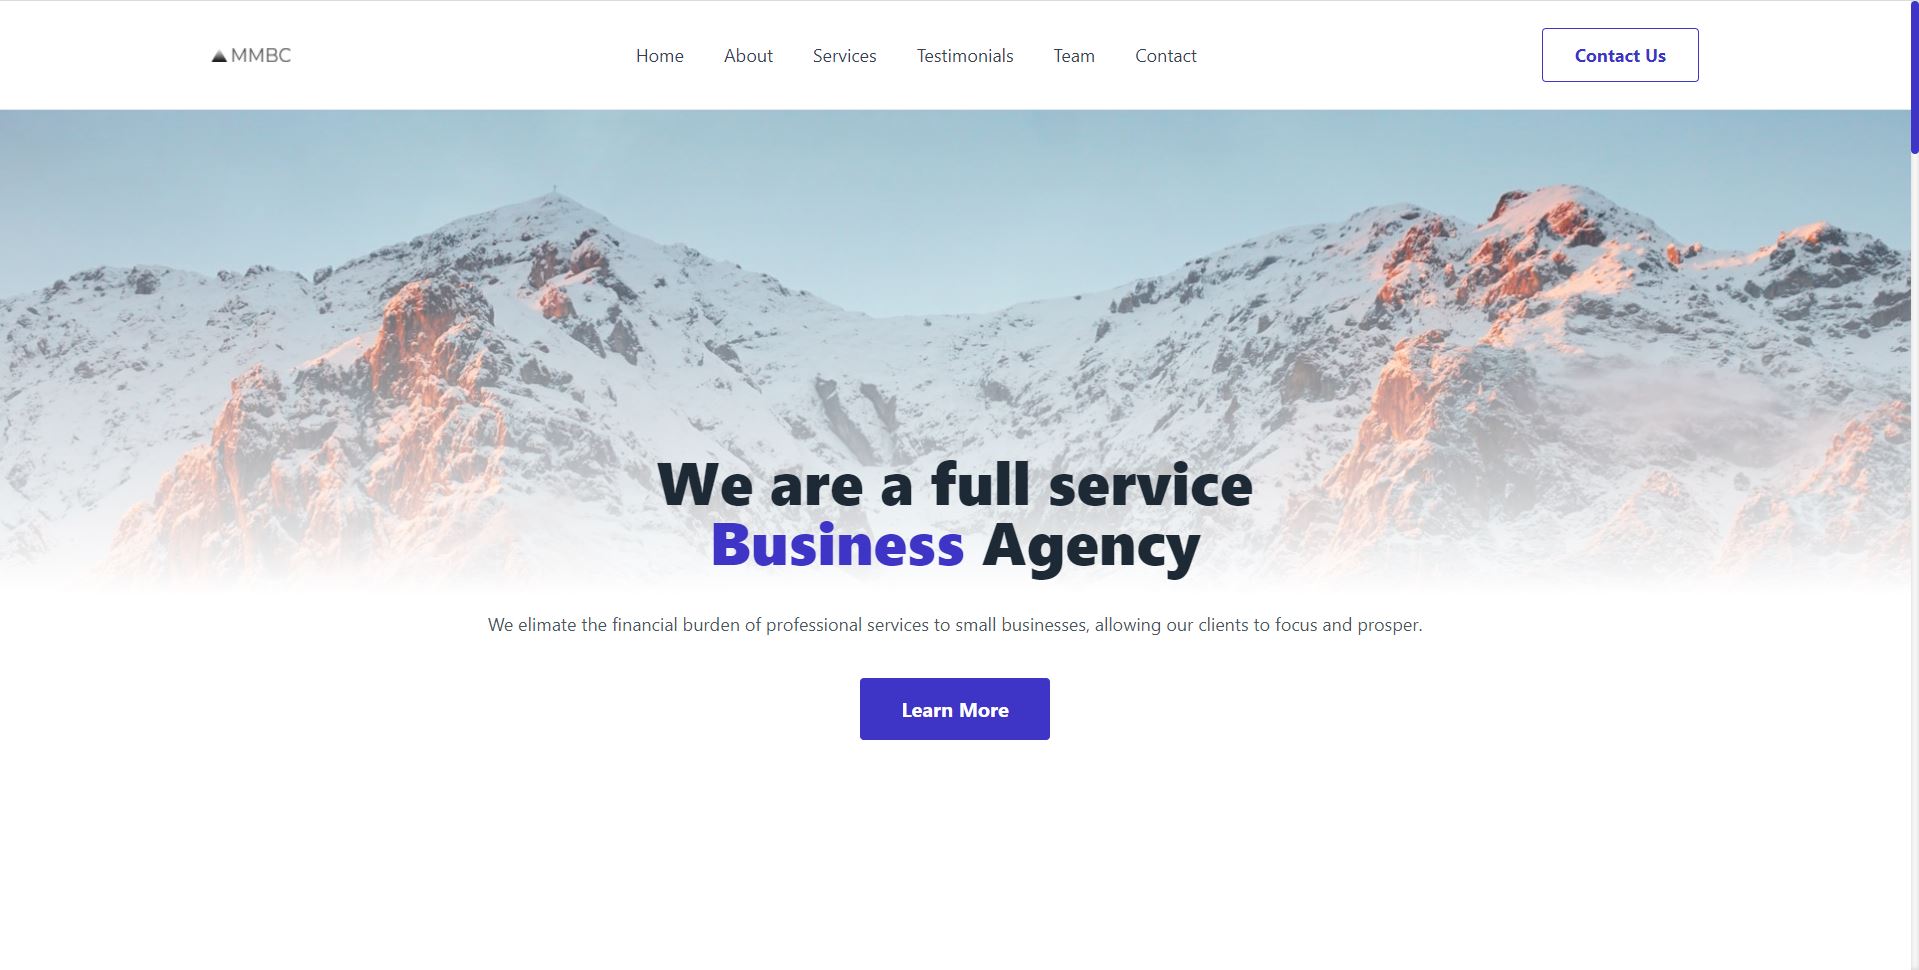 MMBC
Home About Services Testimonials Team Contact
Contact Us
We are a full service
Business Agency
We elimate the financial burden of professional services to small businesses, allowing our clients to focus and prosper.
Learn More